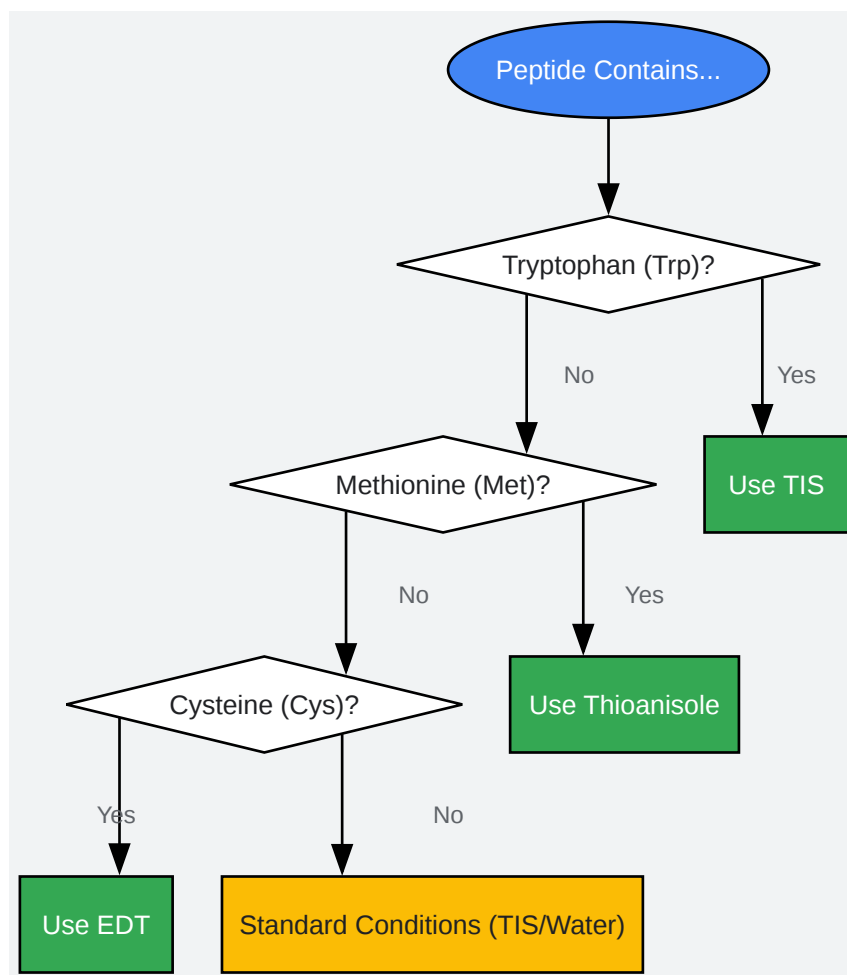 Peptide Contains...
Tryptophan (Trp)?
No
Yes
Methionine (Met)?
Use TIS
No
Yes
Cysteine (Cys)?
Use Thioanisole
Yes
No
Use EDT
Standard Conditions (TIS/Water)